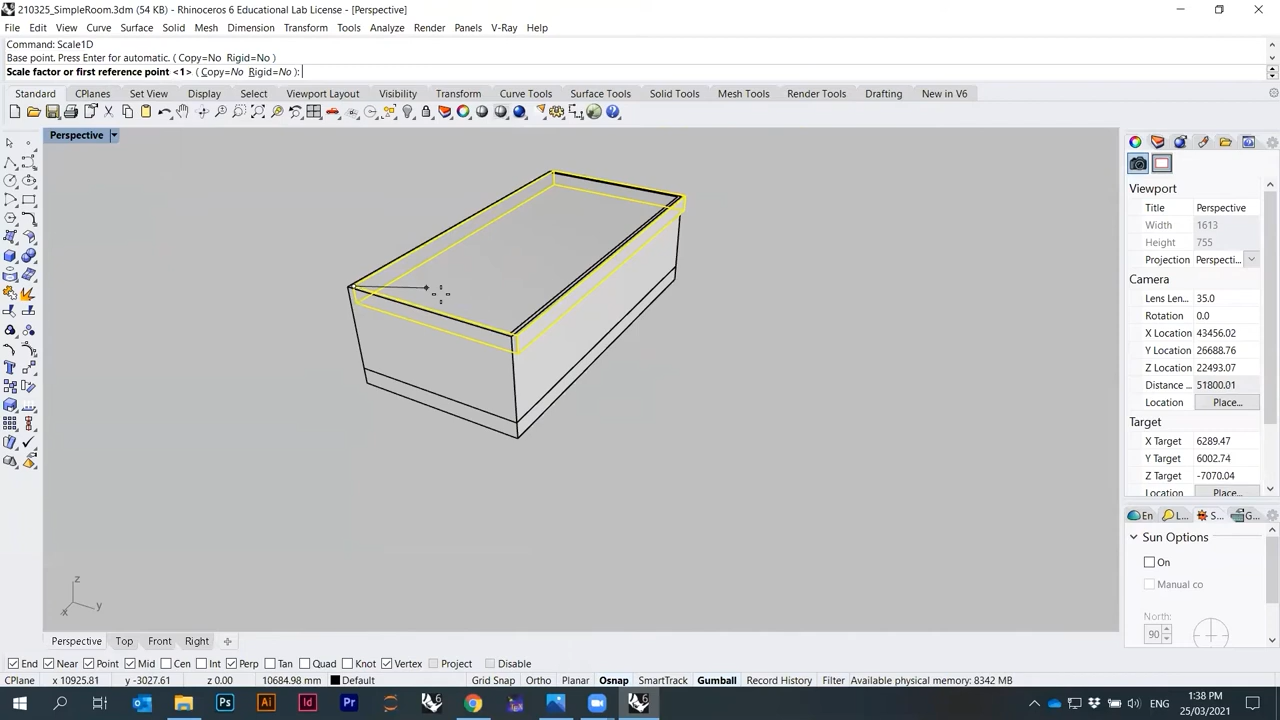 210325_SimpleRoom.3dm (54 KB) - Rhinoceros 6 Educational Lab License - [Perspective]
File Edit View Curve Surface Solid Mesh Dimension Transform Tools Analyze Render Panels V-Ray Help
Command: Scale1D
Base point. Press Enter for automatic. ( Copy=No Rigid=No )
Scale factor or first reference point <1> ( Copy=No Rigid=No ):
Standard CPlanes Set View Display Select Viewport Layout Visibility Transform Curve Tools Surface Tools Solid Tools Mesh Tools Render Tools Drafting New in V6
Perspective
Viewport
Title Perspective
Width 1613
Height 755
Projection Perspecti...
Camera
Lens Len... 35.0
Rotation 0.0
X Location 43456.02
Y Location 26688.76
Z Location 22493.07
Distance ... 51800.01
Location Place...
Target
X Target 6289.47
Y Target 6002.74
Z Target -7070.04
Location Place...
En L... S... G...
Sun Options
On
Manual co
North:
90
z
y
x
Perspective Top Front Right
End Near Point Mid Cen Int Perp Tan Quad Knot Vertex Project Disable
CPlane x 10925.81 y -3027.61 z 0.00 10684.98 mm Default Grid Snap Ortho Planar Osnap SmartTrack Gumball Record History Filter Available physical memory: 8342 MB
Ps Ai Id Pr 6 6
ENG
1:38 PM
25/03/2021